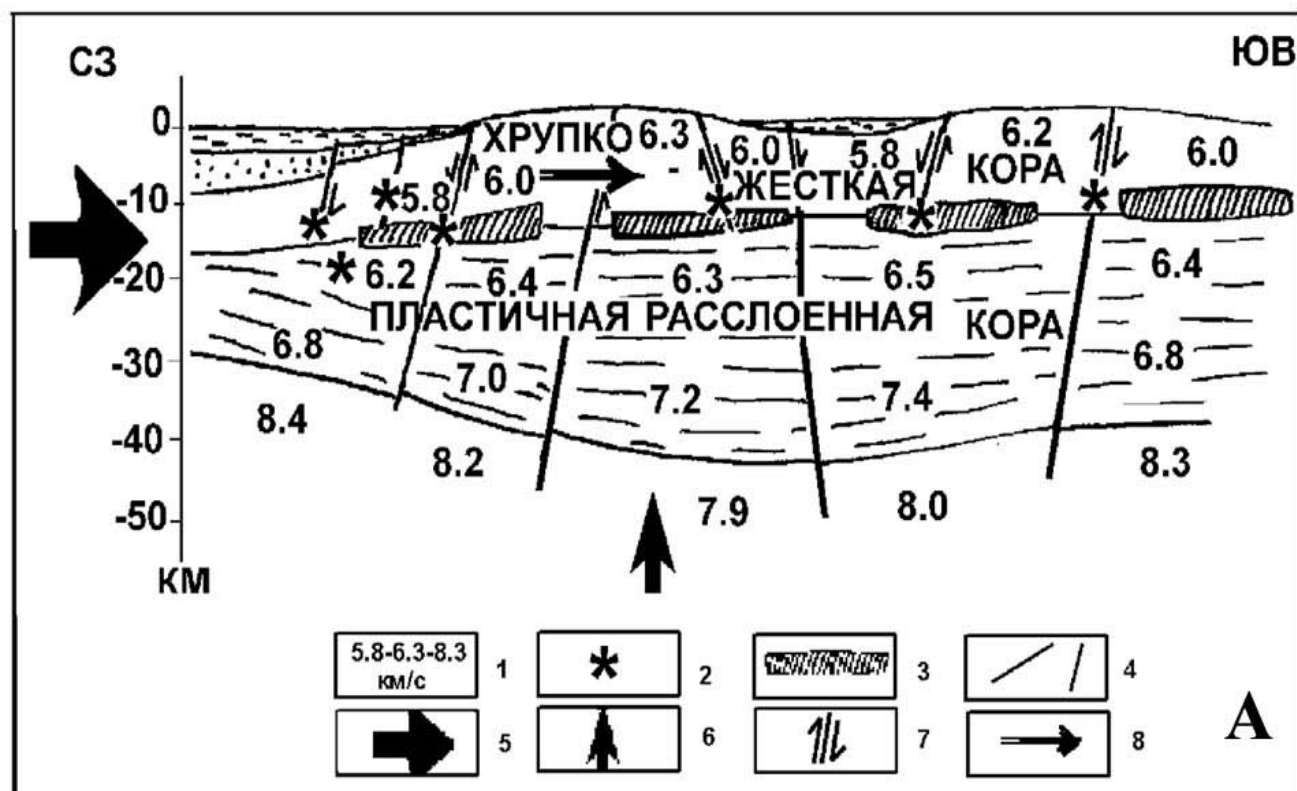 СЗ ЮВ
0
-10
-20
-30
-40
-50
КМ
ХРУПКО 6.3 6.2
6.0 6.0 5.8 КОРА 6.0
5.8 ЖЕСТКАЯ
6.2 6.4 6.3 6.5 6.4
ПЛАСТИЧНАЯ РАССЛОЕННАЯ КОРА
6.8 7.0 7.2 7.4 6.8
8.4 8.2 7.9 8.0 8.3
5.8-6.3-8.3 1 2 3 4
км/с
5 6 7 8
А